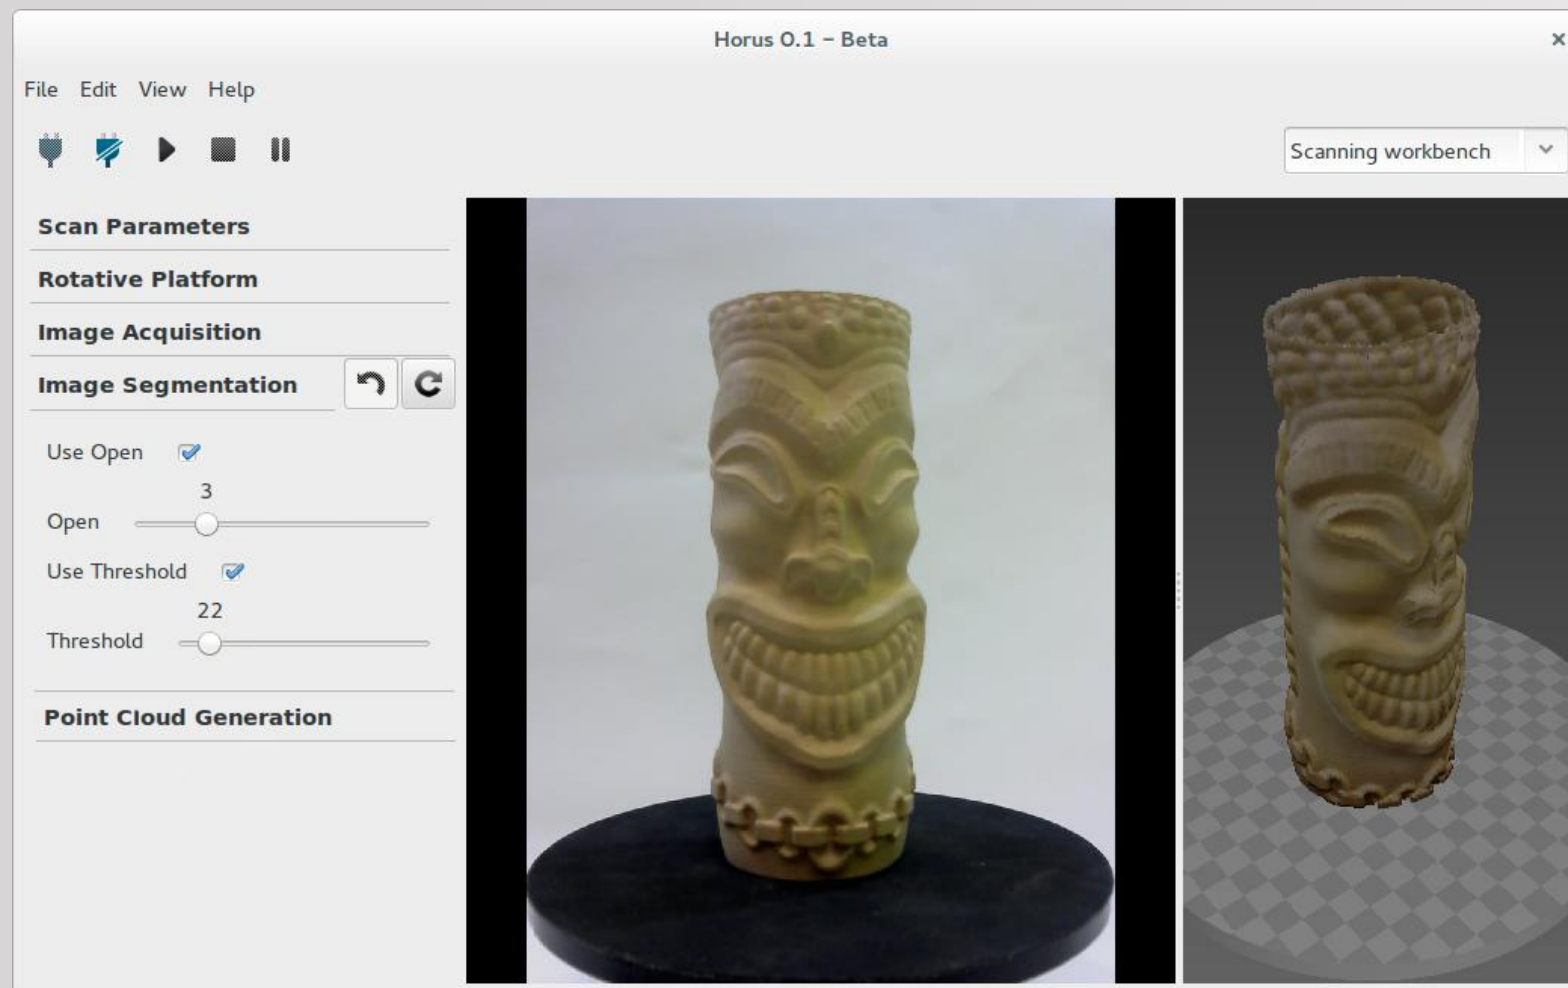 Horus 0.1 – Beta
File Edit View Help
Scanning workbench
Scan Parameters
Rotative Platform
Image Acquisition
Image Segmentation
Use Open
3
Open
Use Threshold
22
Threshold
Point Cloud Generation